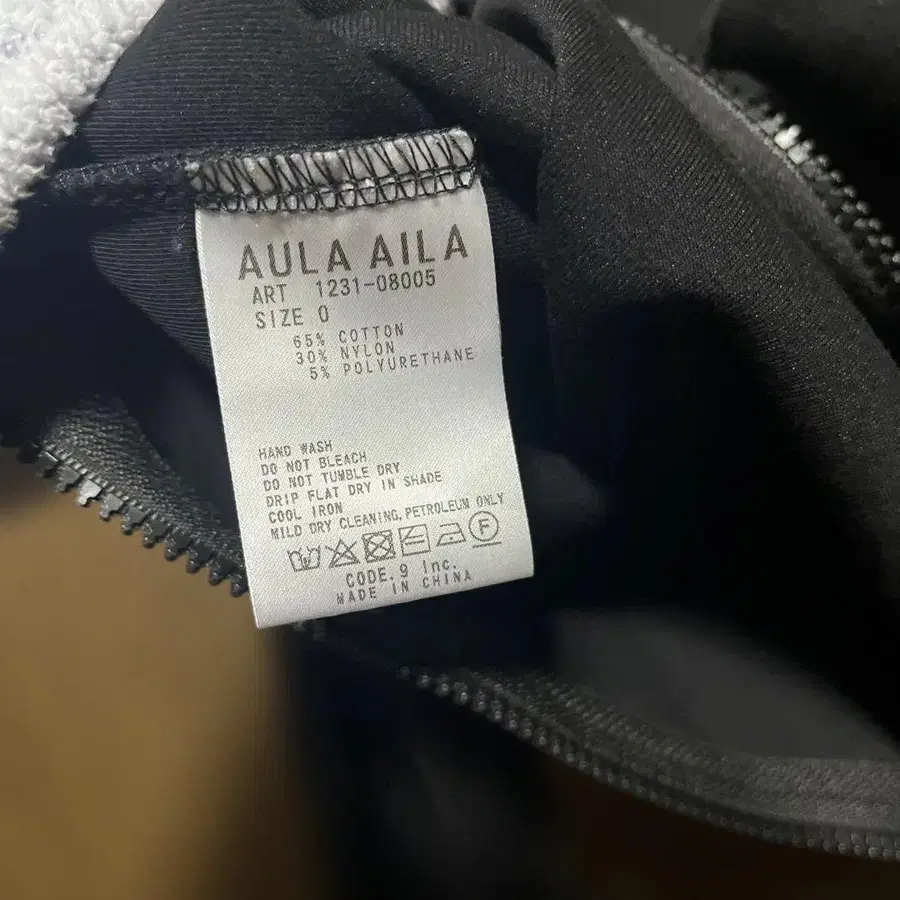 AULA AILA
ART 1231-08005
SIZE 0
65% COTTON
30% NYLON
5% POLYURETHANE
HAND WASH
DO NOT BLEACH
DO NOT TUMBLE DRY
DRIP FLAT DRY IN SHADE
COOL IRON
MILD DRY CLEANING, PETROLEUM ONLY
F
CODE.9 Inc.
MADE IN CHINA